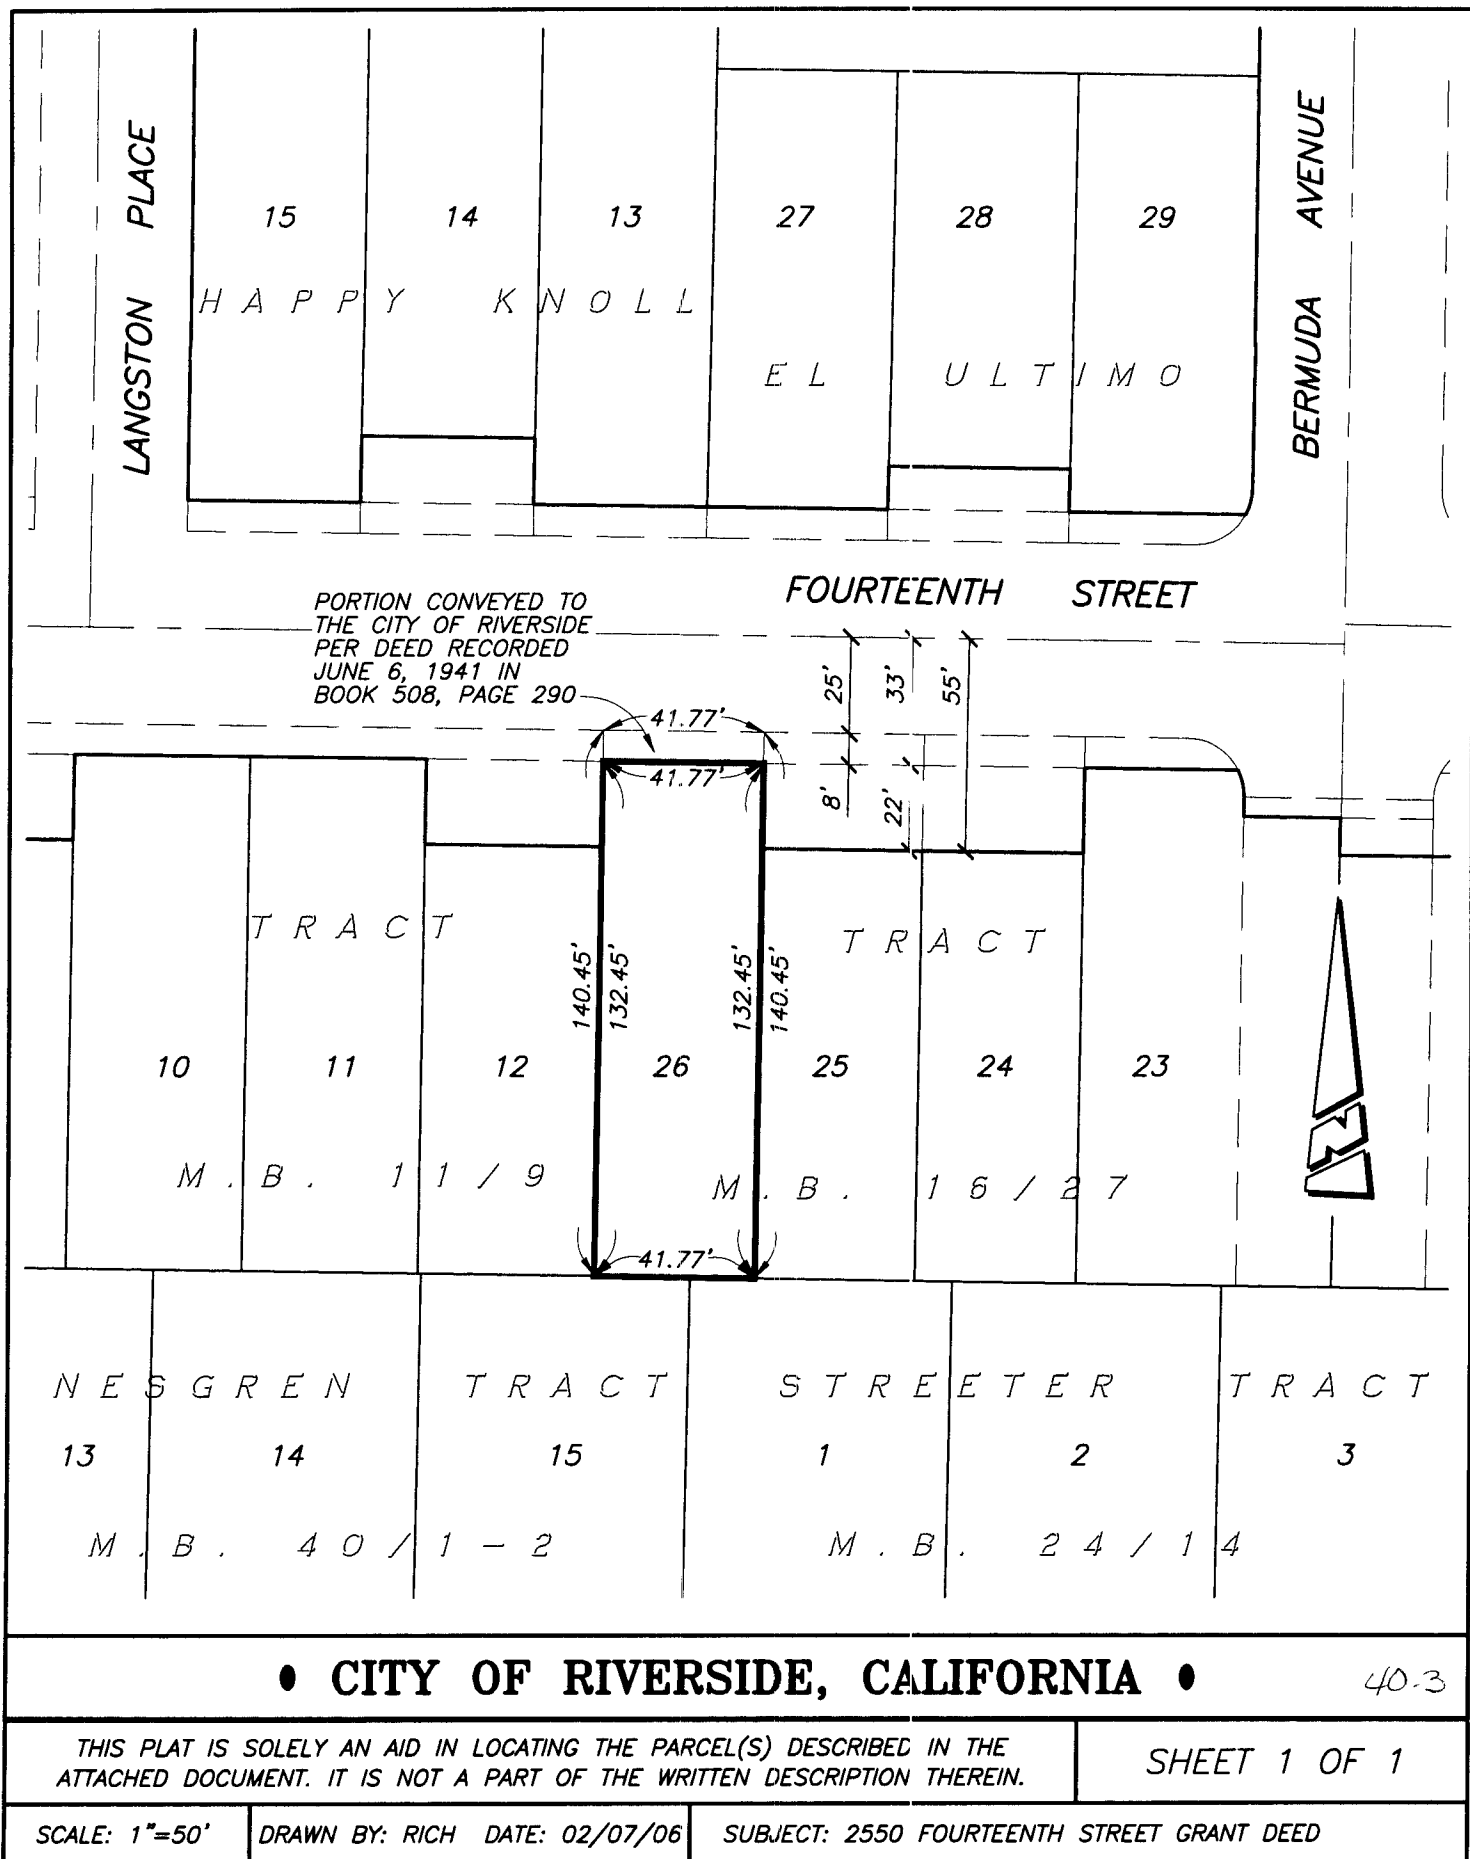 LANGSTON PLACE
BERMUDA AVENUE
15 14 13 27 28 29
HAPPY KNOLL
EL ULTIMO
FOURTEENTH STREET
PORTION CONVEYED TO
THE CITY OF RIVERSIDE
PER DEED RECORDED
JUNE 6, 1941 IN
BOOK 508, PAGE 290
25'
33'
55'
41.77'
41.77'
8'
22'
TRACT
TRACT
140.45'
132.45'
132.45'
140.45'
10 11 12 26 25 24 23
N
M.B. 11/9
M.B. 16/27
41.77'
NESGREN TRACT
STREETER TRACT
13 14 15 1 2 3
M.B. 40/1-2
M.B. 24/14
• CITY OF RIVERSIDE, CALIFORNIA •
40-3
THIS PLAT IS SOLELY AN AID IN LOCATING THE PARCEL(S) DESCRIBED IN THE
ATTACHED DOCUMENT. IT IS NOT A PART OF THE WRITTEN DESCRIPTION THEREIN.
SHEET 1 OF 1
SCALE: 1"=50'
DRAWN BY: RICH DATE: 02/07/06
SUBJECT: 2550 FOURTEENTH STREET GRANT DEED